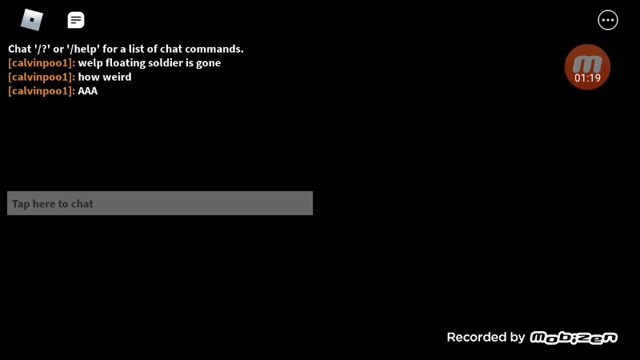 Chat '/?' or '/help' for a list of chat commands.
[calvinpoo1]: welp floating soldier is gone
[calvinpoo1]: how weird
[calvinpoo1]: AAA
01:19
Tap here to chat
Recorded by mobizen